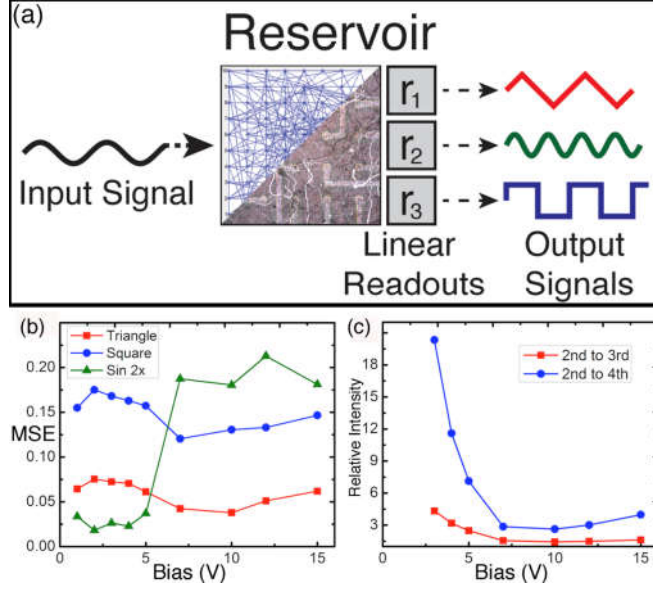 (a)
Reservoir
Input Signal
r1
r2
r3
Linear
Readouts
Output
Signals
(b)
Triangle
Square
Sin 2x
MSE
0.20
0.15
0.10
0.05
0.00
0
5
10
15
Bias (V)
(c)
2nd to 3rd
2nd to 4th
Relative Intensity
21
18
15
12
9
6
3
0
5
10
15
Bias (V)